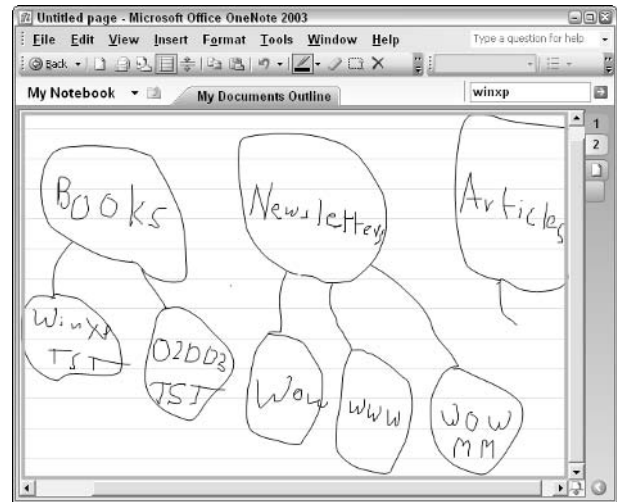 Untitled page - Microsoft Office OneNote 2003
File Edit View Insert Format Tools Window Help
Type a question for help
Back
My Notebook
My Documents Outline
winxp
1
2
Books
Newsletters
Articles
WinXP
TST
O2DD3
TST
Wow
WWW
WOW
MM